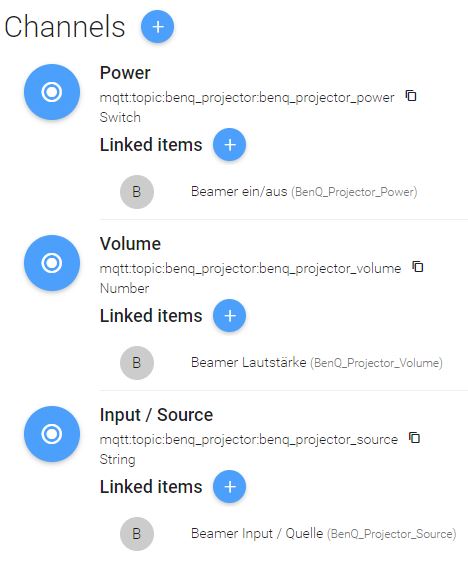 Channels +
Power
mqtt:topic:benq_projector:benq_projector_power
Switch
Linked items +
B Beamer ein/aus (BenQ_Projector_Power)
Volume
mqtt:topic:benq_projector:benq_projector_volume
Number
Linked items +
B Beamer Lautstärke (BenQ_Projector_Volume)
Input / Source
mqtt:topic:benq_projector:benq_projector_source
String
Linked items +
B Beamer Input / Quelle (BenQ_Projector_Source)